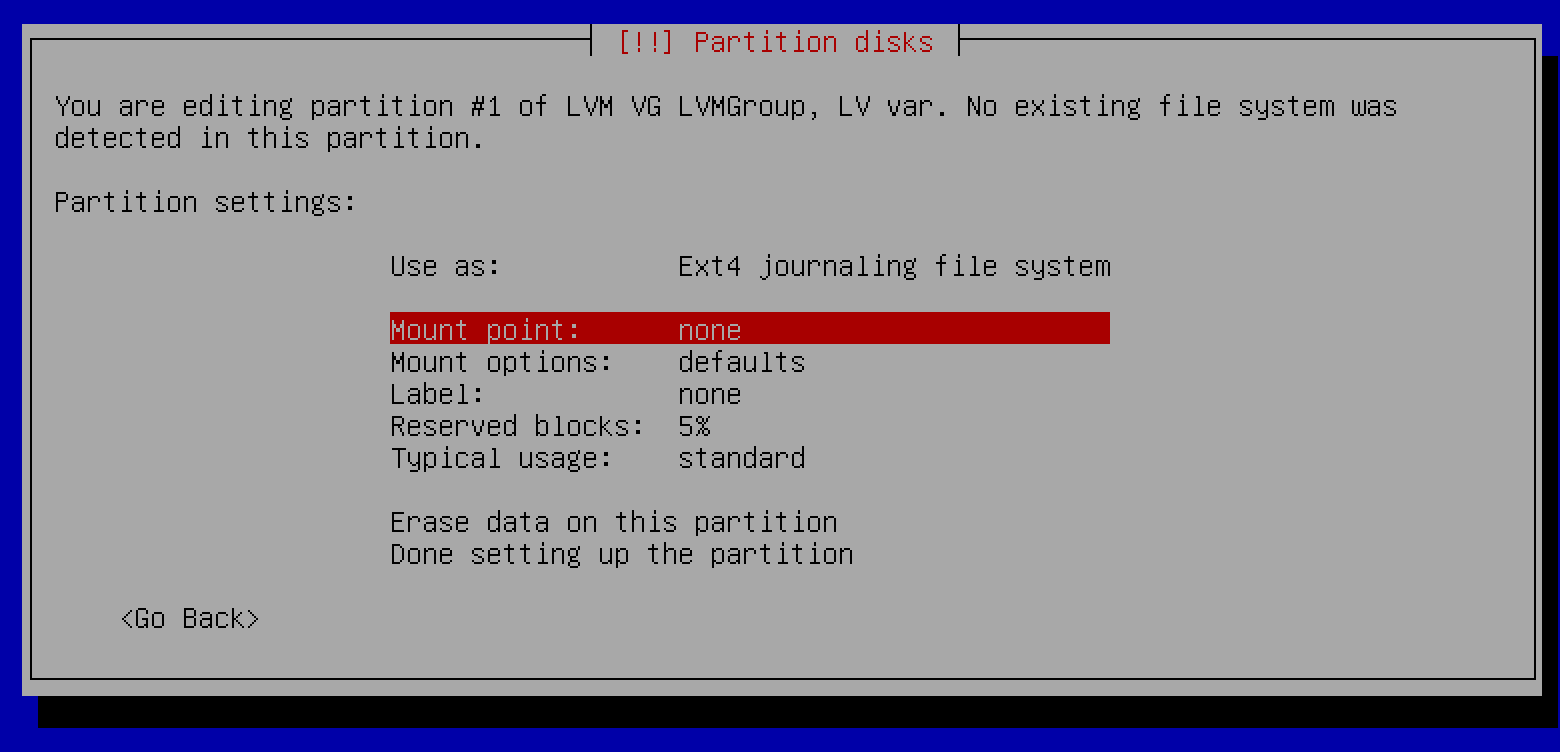 [!!] Partition disks
You are editing partition #1 of LVM VG LVMGroup, LV var. No existing file system was
detected in this partition.
Partition settings:
Use as: Ext4 journaling file system
Mount point: none
Mount options: defaults
Label: none
Reserved blocks: 5%
Typical usage: standard
Erase data on this partition
Done setting up the partition
<Go Back>